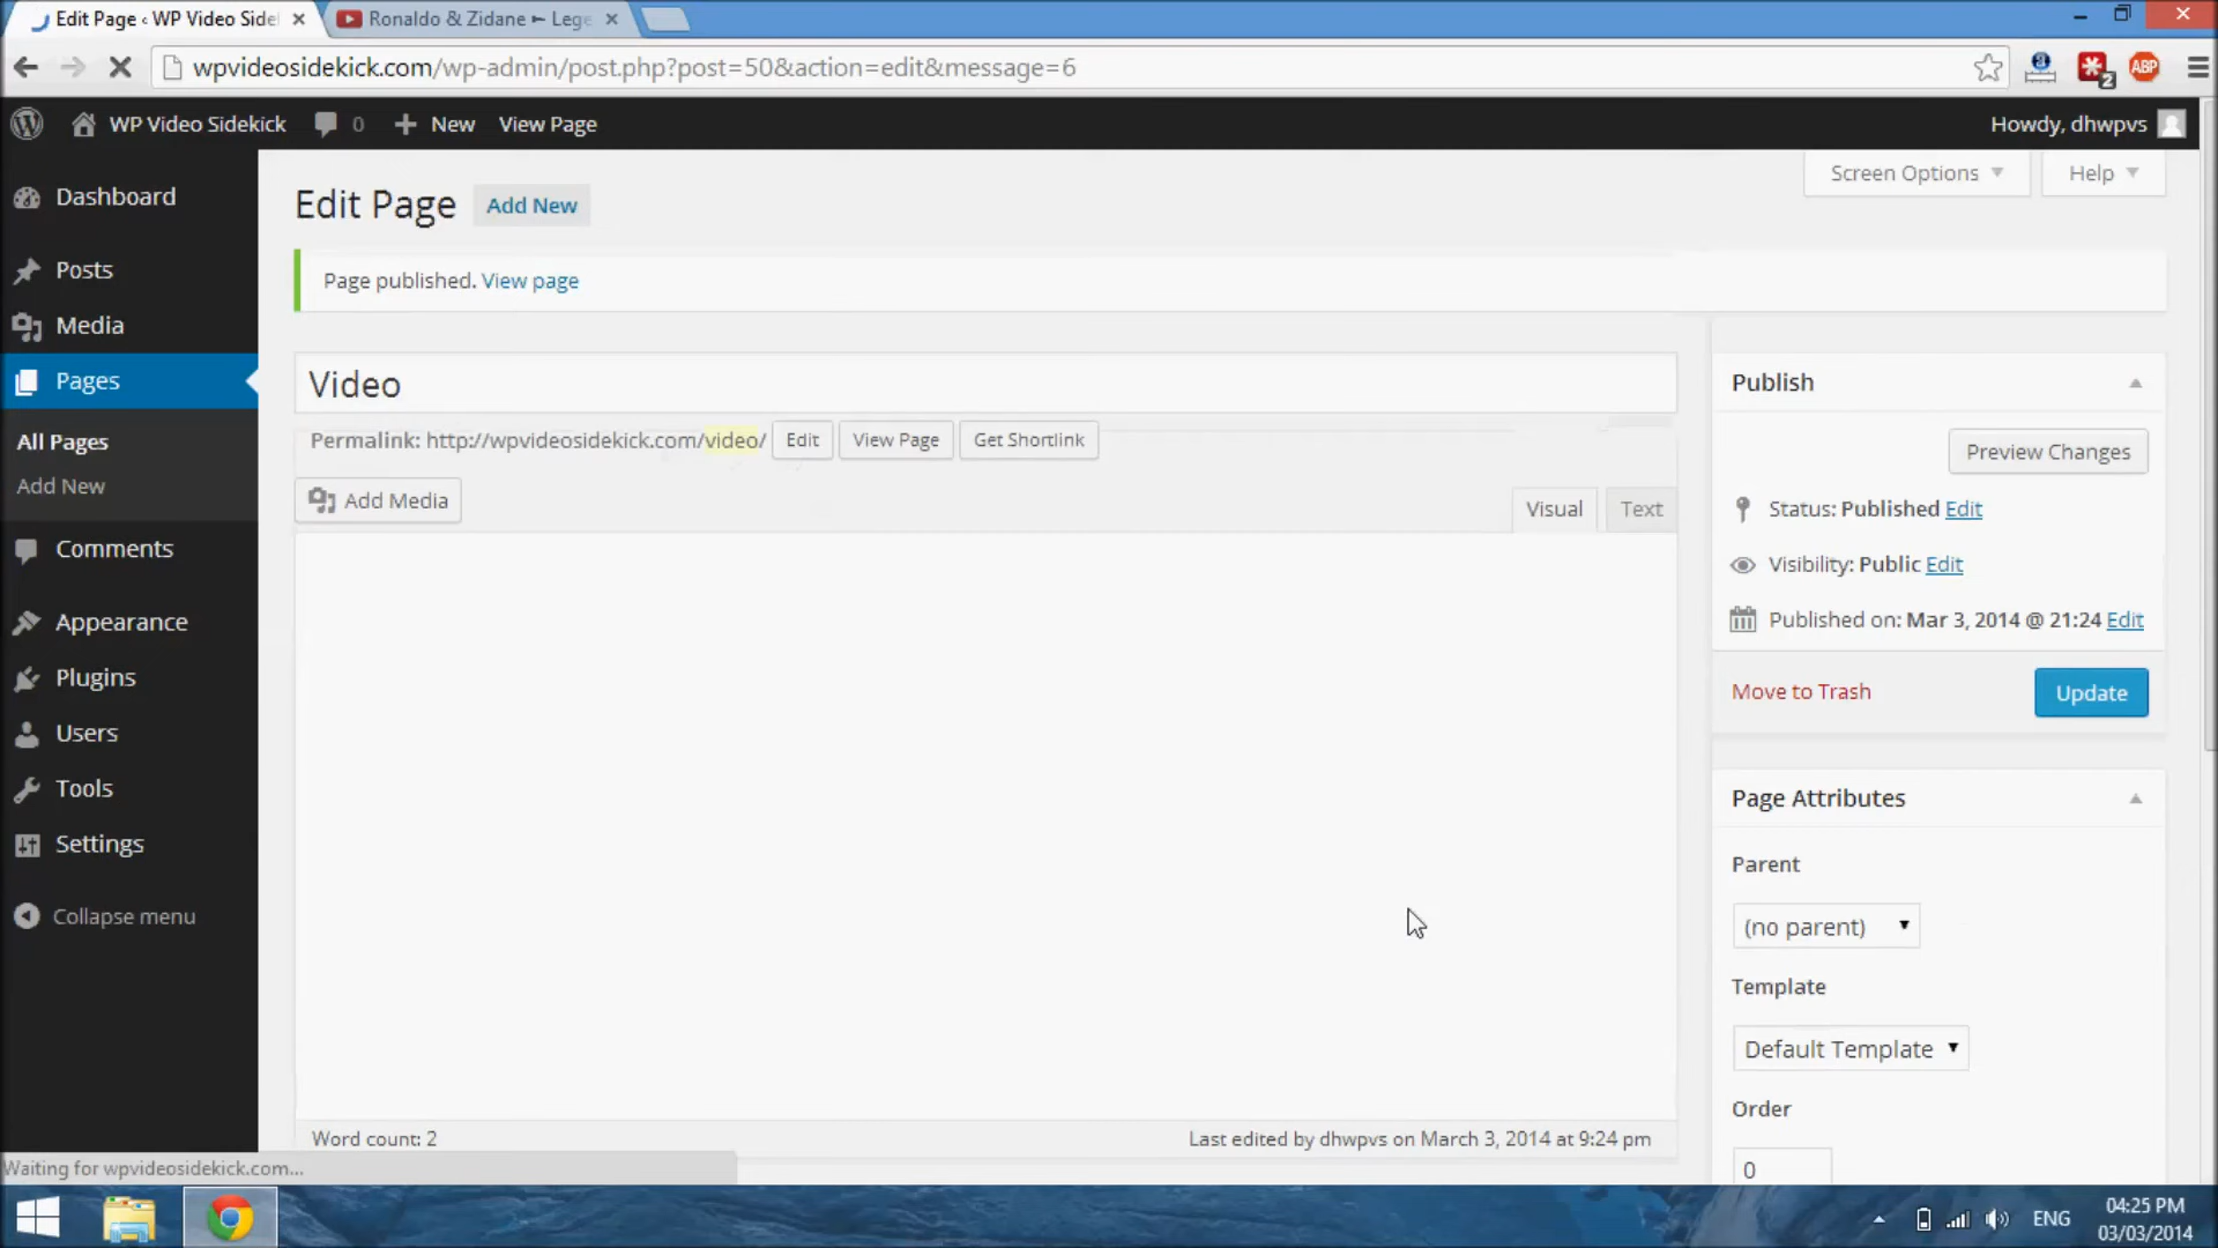 Edit Page ‹ WP Video Sidel
Ronaldo & Zidane ► Lege
wpvideosidekick.com/wp-admin/post.php?post=50&action=edit&message=6
2
ABP
WP Video Sidekick
0
New
View Page
Howdy, dhwpvs
Dashboard
Posts
Media
Pages
All Pages
Add New
Comments
Appearance
Plugins
Users
Tools
Settings
Collapse menu
Screen Options
Help
Edit Page
Add New
Page published. View page
Video
Permalink: http://wpvideosidekick.com/video/
Edit
View Page
Get Shortlink
Add Media
Visual
Text
Word count: 2
Last edited by dhwpvs on March 3, 2014 at 9:24 pm
Publish
Preview Changes
Status: Published Edit
Visibility: Public Edit
Published on: Mar 3, 2014 @ 21:24 Edit
Move to Trash
Update
Page Attributes
Parent
(no parent)
Template
Default Template
Order
0
Waiting for wpvideosidekick.com...
ENG
04:25 PM
03/03/2014